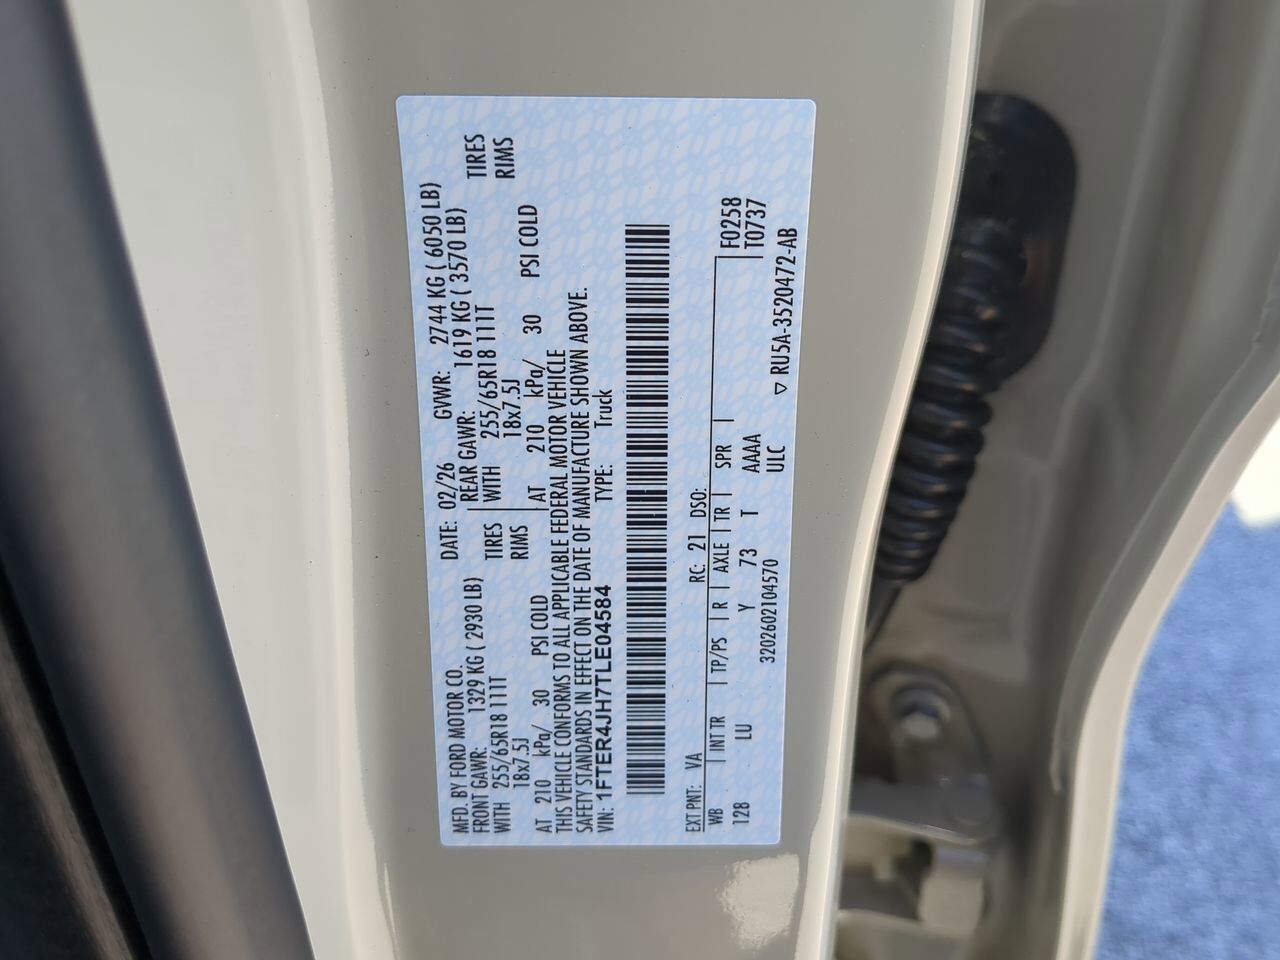 MFD. BY FORD MOTOR CO. DATE: 02/26 GVWR: 2744 KG ( 6050 LB)
FRONT GAWR: 1329 KG ( 2930 LB) REAR GAWR: 1619 KG ( 3570 LB)
WITH 255/65R18 111T TIRES WITH 255/65R18 111T TIRES
18x7.5J RIMS 18x7.5J RIMS
AT 210 kPa/ 30 PSI COLD AT 210 kPa/ 30 PSI COLD
THIS VEHICLE CONFORMS TO ALL APPLICABLE FEDERAL MOTOR VEHICLE
SAFETY STANDARDS IN EFFECT ON THE DATE OF MANUFACTURE SHOWN ABOVE.
VIN: 1FTER4JH7TLE04584 TYPE: Truck
EXT PNT: VA RC: 21 DSO: F0258
WB INT TR TP/PS R AXLE TR SPR T0737
128 LU Y 73 T AAAA
3202602104570 ULC ▽ RU5A-3520472-AB